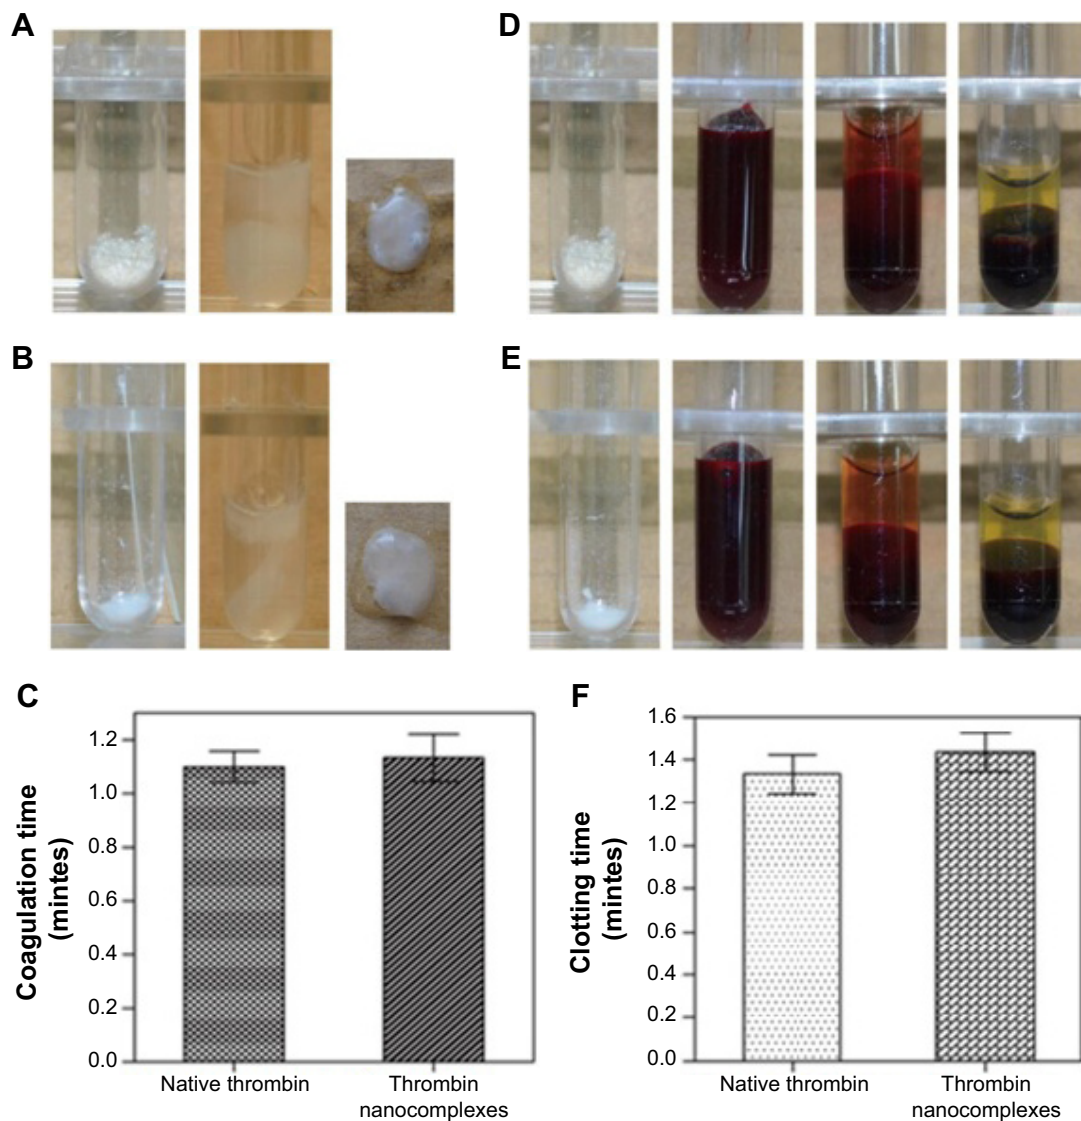 A
D
B
E
C
Coagulation time
(mintes)
1.2
1.0
0.8
0.6
0.4
0.2
0.0
Native thrombin
Thrombin
nanocomplexes
F
Clotting time
(mintes)
1.6
1.4
1.2
1.0
0.8
0.6
0.4
0.2
0.0
Native thrombin
Thrombin
nanocomplexes